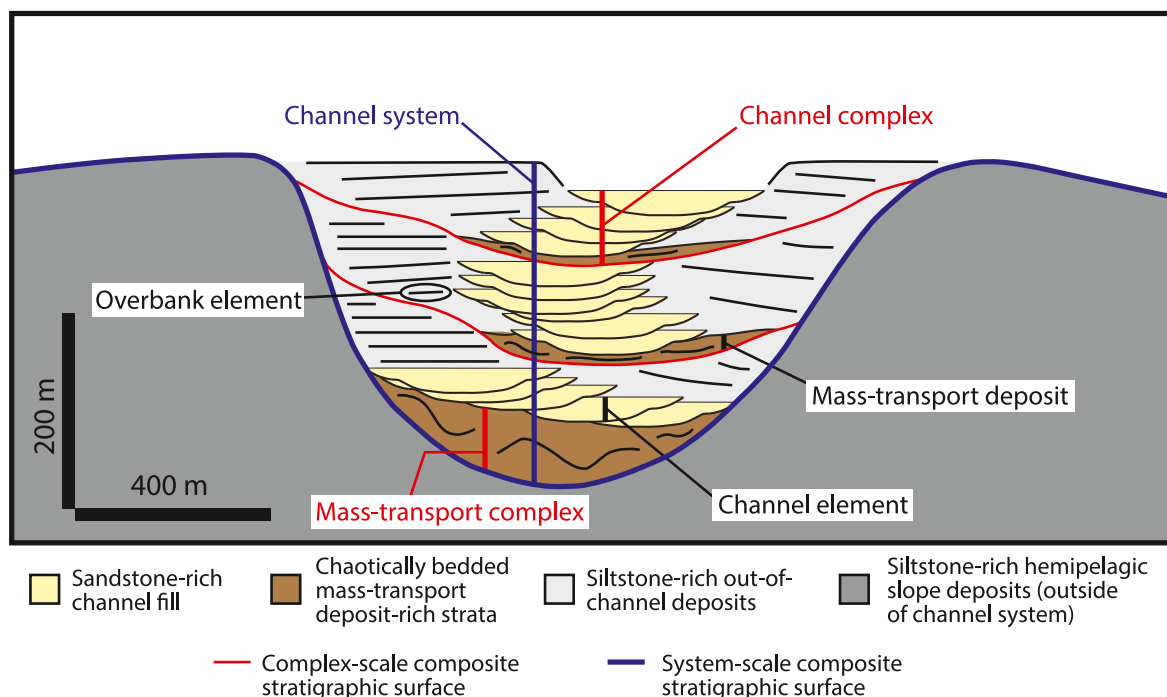 Channel system
Channel complex
Overbank element
Mass-transport
deposit
200 m
400 m
Mass-transport complex
Channel element
Sandstone-rich
channel fill
Chaotically bedded
mass-transport
deposit-rich strata
Siltstone-rich out-of-
channel deposits
Siltstone-rich hemipelagic
slope deposits (outside
of channel system)
Complex-scale composite
stratigraphic surface
System-scale composite
stratigraphic surface